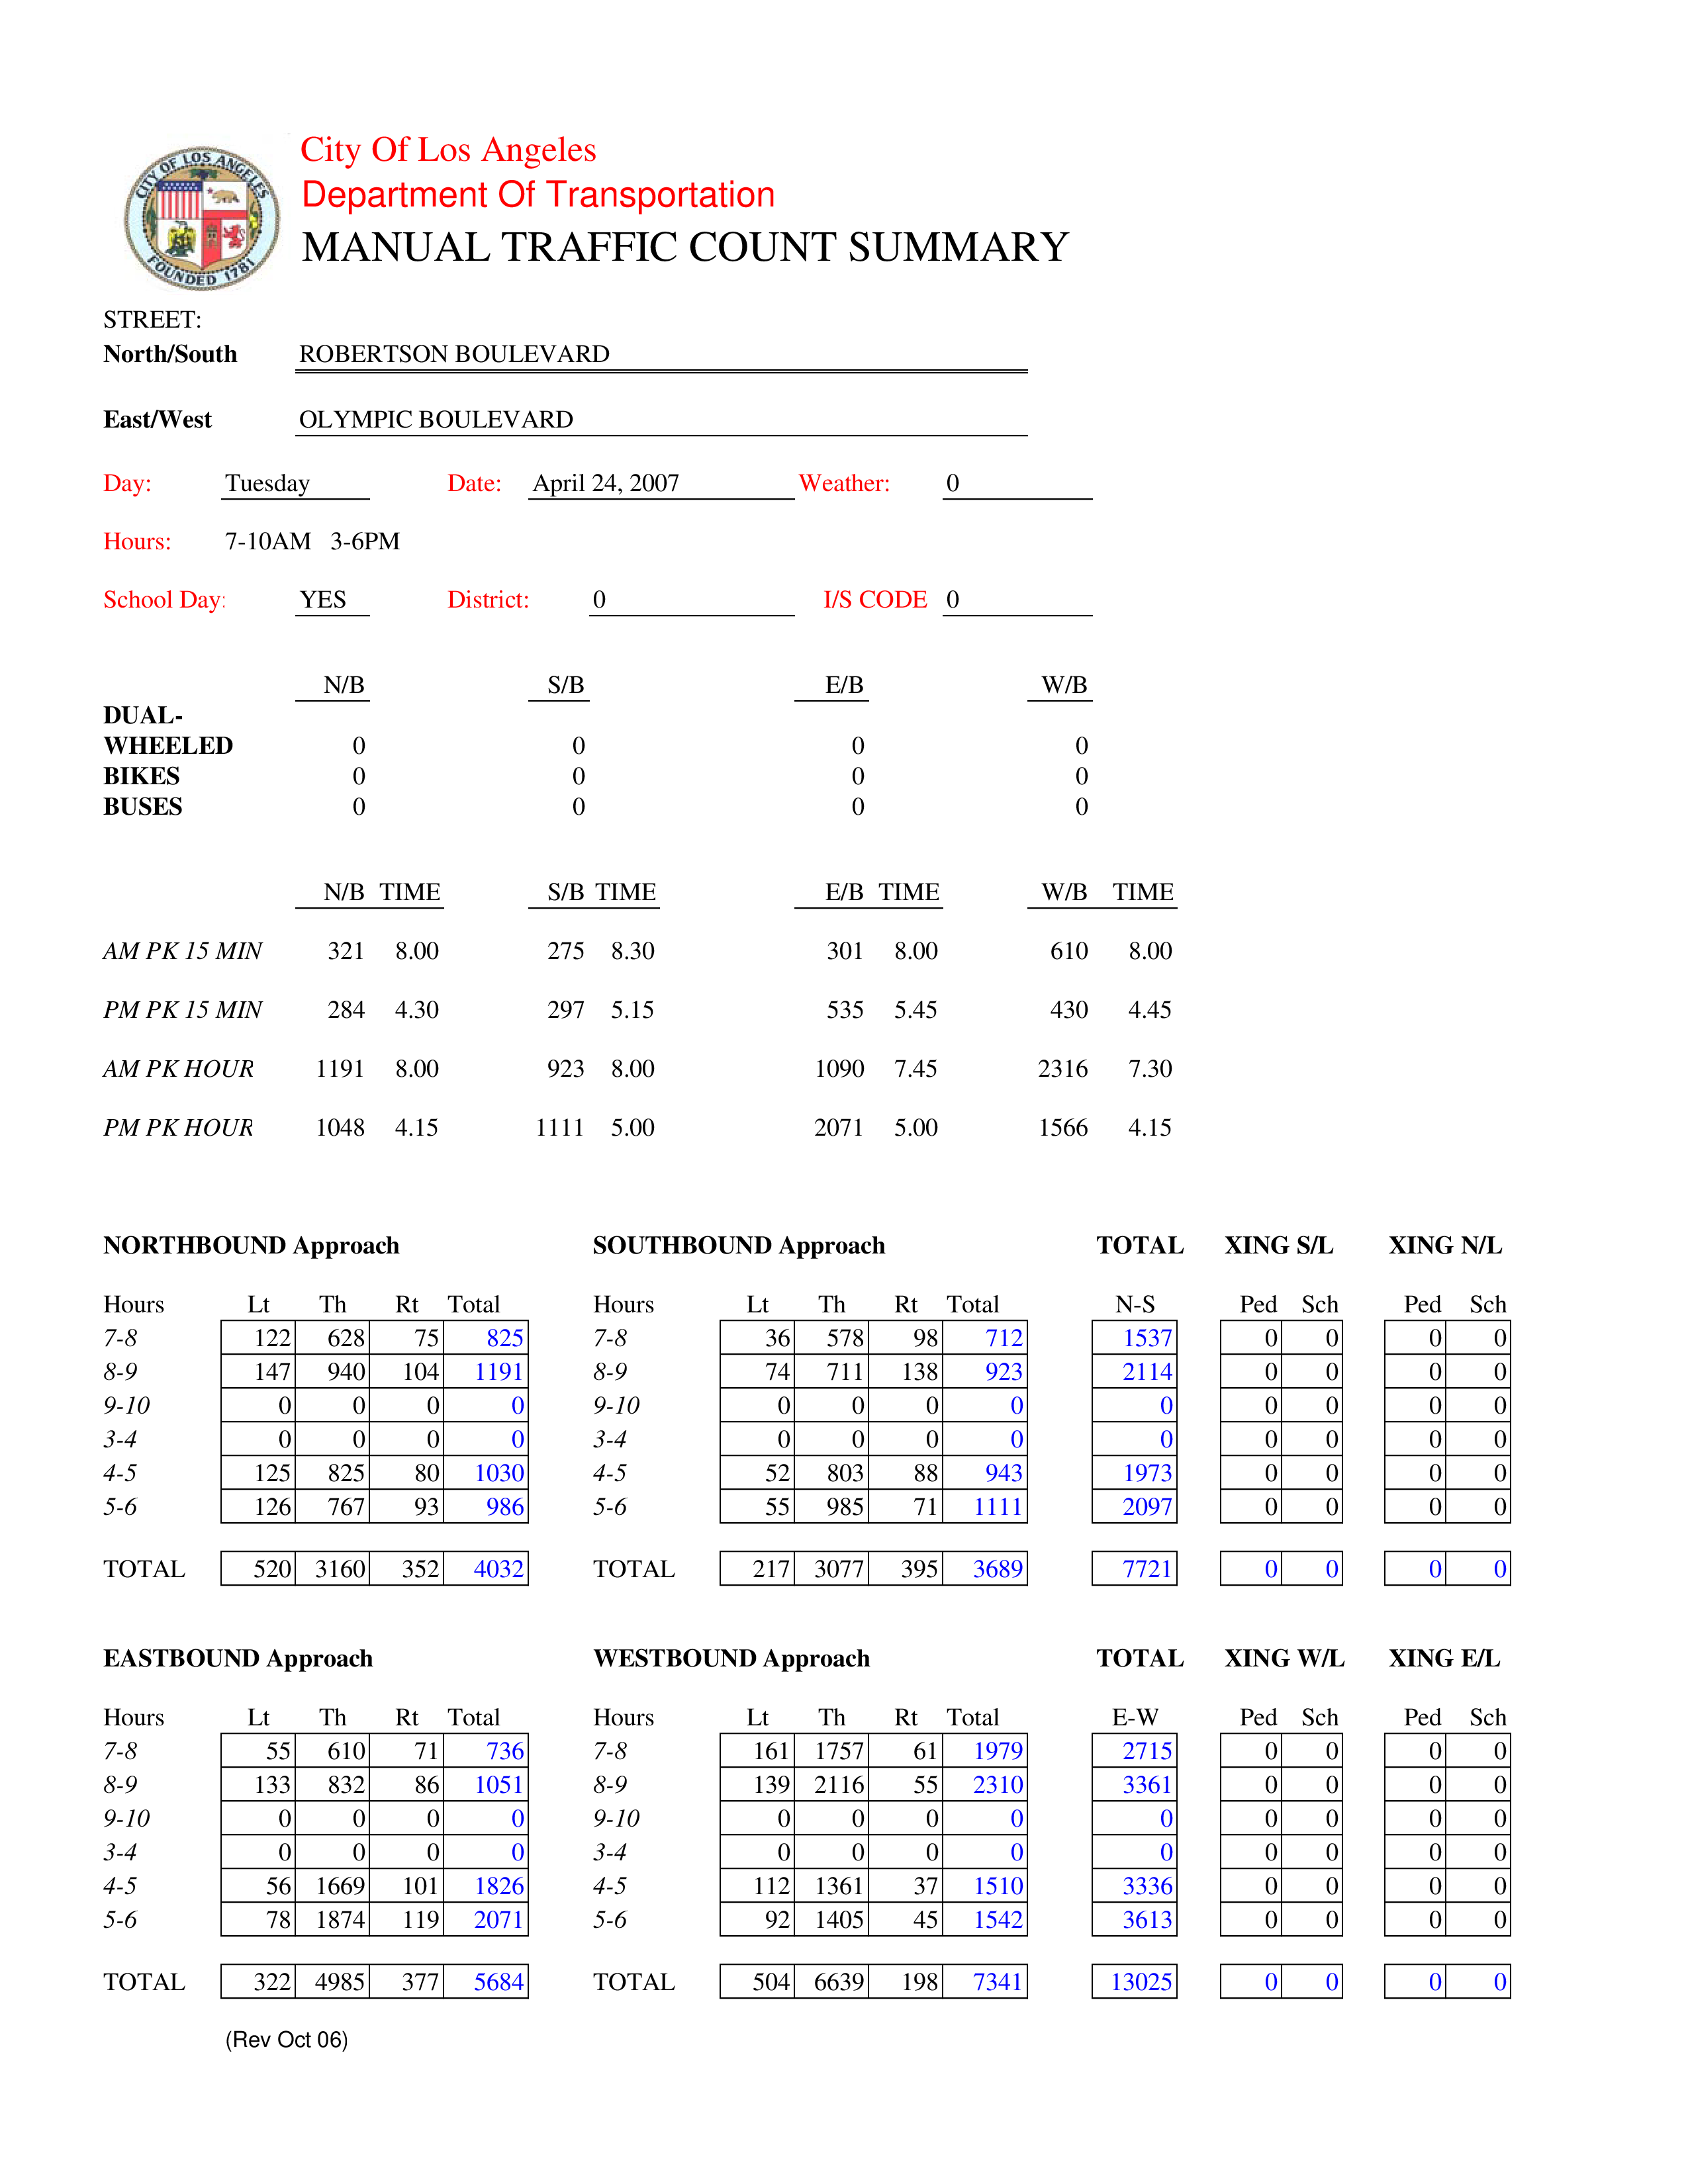 CITY OF LOS ANGELES
FOUNDED 1781
City Of Los Angeles
Department Of Transportation
MANUAL TRAFFIC COUNT SUMMARY
STREET:
North/South ROBERTSON BOULEVARD
East/West OLYMPIC BOULEVARD
Day: Tuesday Date: April 24, 2007 Weather: 0
Hours: 7-10AM 3-6PM
School Day: YES District: 0 I/S CODE 0
N/B S/B E/B W/B
DUAL-
WHEELED 0 0 0 0
BIKES 0 0 0 0
BUSES 0 0 0 0
N/B TIME S/B TIME E/B TIME W/B TIME
AM PK 15 MIN 321 8.00 275 8.30 301 8.00 610 8.00
PM PK 15 MIN 284 4.30 297 5.15 535 5.45 430 4.45
AM PK HOUR 1191 8.00 923 8.00 1090 7.45 2316 7.30
PM PK HOUR 1048 4.15 1111 5.00 2071 5.00 1566 4.15
NORTHBOUND Approach SOUTHBOUND Approach TOTAL XING S/L XING N/L
Hours Lt Th Rt Total Hours Lt Th Rt Total N-S Ped Sch Ped Sch
7-8 122 628 75 825 7-8 36 578 98 712 1537 0 0 0 0
8-9 147 940 104 1191 8-9 74 711 138 923 2114 0 0 0 0
9-10 0 0 0 0 9-10 0 0 0 0 0 0 0 0 0
3-4 0 0 0 0 3-4 0 0 0 0 0 0 0 0 0
4-5 125 825 80 1030 4-5 52 803 88 943 1973 0 0 0 0
5-6 126 767 93 986 5-6 55 985 71 1111 2097 0 0 0 0
TOTAL 520 3160 352 4032 TOTAL 217 3077 395 3689 7721 0 0 0 0
EASTBOUND Approach WESTBOUND Approach TOTAL XING W/L XING E/L
Hours Lt Th Rt Total Hours Lt Th Rt Total E-W Ped Sch Ped Sch
7-8 55 610 71 736 7-8 161 1757 61 1979 2715 0 0 0 0
8-9 133 832 86 1051 8-9 139 2116 55 2310 3361 0 0 0 0
9-10 0 0 0 0 9-10 0 0 0 0 0 0 0 0 0
3-4 0 0 0 0 3-4 0 0 0 0 0 0 0 0 0
4-5 56 1669 101 1826 4-5 112 1361 37 1510 3336 0 0 0 0
5-6 78 1874 119 2071 5-6 92 1405 45 1542 3613 0 0 0 0
TOTAL 322 4985 377 5684 TOTAL 504 6639 198 7341 13025 0 0 0 0
(Rev Oct 06)